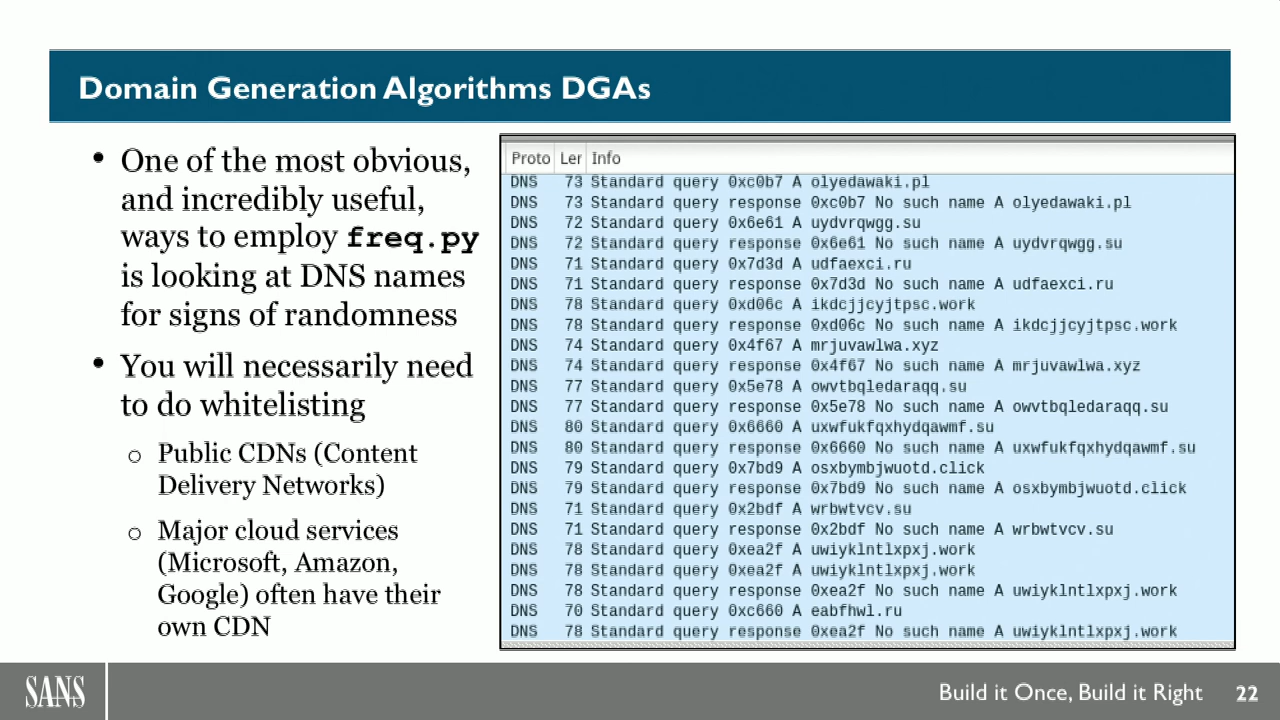 Domain Generation Algorithms DGAs
• One of the most obvious,
and incredibly useful,
ways to employ freq.py
is looking at DNS names
for signs of randomness
• You will necessarily need
to do whitelisting
o Public CDNs (Content
Delivery Networks)
o Major cloud services
(Microsoft, Amazon,
Google) often have their
own CDN
Proto Ler Info
DNS 73 Standard query 0xc0b7 A olyedawaki.pl
DNS 73 Standard query response 0xc0b7 No such name A olyedawaki.pl
DNS 72 Standard query 0x6e61 A uydvrqwgg.su
DNS 72 Standard query response 0x6e61 No such name A uydvrqwgg.su
DNS 71 Standard query 0x7d3d A udfaexci.ru
DNS 71 Standard query response 0x7d3d No such name A udfaexci.ru
DNS 78 Standard query 0xd06c A ikdcjjcyjtpsc.work
DNS 78 Standard query response 0xd06c No such name A ikdcjjcyjtpsc.work
DNS 74 Standard query 0x4f67 A mrjuvawlwa.xyz
DNS 74 Standard query response 0x4f67 No such name A mrjuvawlwa.xyz
DNS 77 Standard query 0x5e78 A owvtbqledaraqq.su
DNS 77 Standard query response 0x5e78 No such name A owvtbqledaraqq.su
DNS 80 Standard query 0x6660 A uxwfukfqxhydqawmf.su
DNS 80 Standard query response 0x6660 No such name A uxwfukfqxhydqawmf.su
DNS 79 Standard query 0x7bd9 A osxbymbjwuotd.click
DNS 79 Standard query response 0x7bd9 No such name A osxbymbjwuotd.click
DNS 71 Standard query 0x2bdf A wrbwtvcv.su
DNS 71 Standard query response 0x2bdf No such name A wrbwtvcv.su
DNS 78 Standard query 0xea2f A uwiyklntlxpxj.work
DNS 78 Standard query 0xea2f A uwiyklntlxpxj.work
DNS 78 Standard query response 0xea2f No such name A uwiyklntlxpxj.work
DNS 70 Standard query 0xc660 A eabfhwl.ru
DNS 78 Standard query response 0xea2f No such name A uwiyklntlxpxj.work
SANS
Build it Once, Build it Right 22